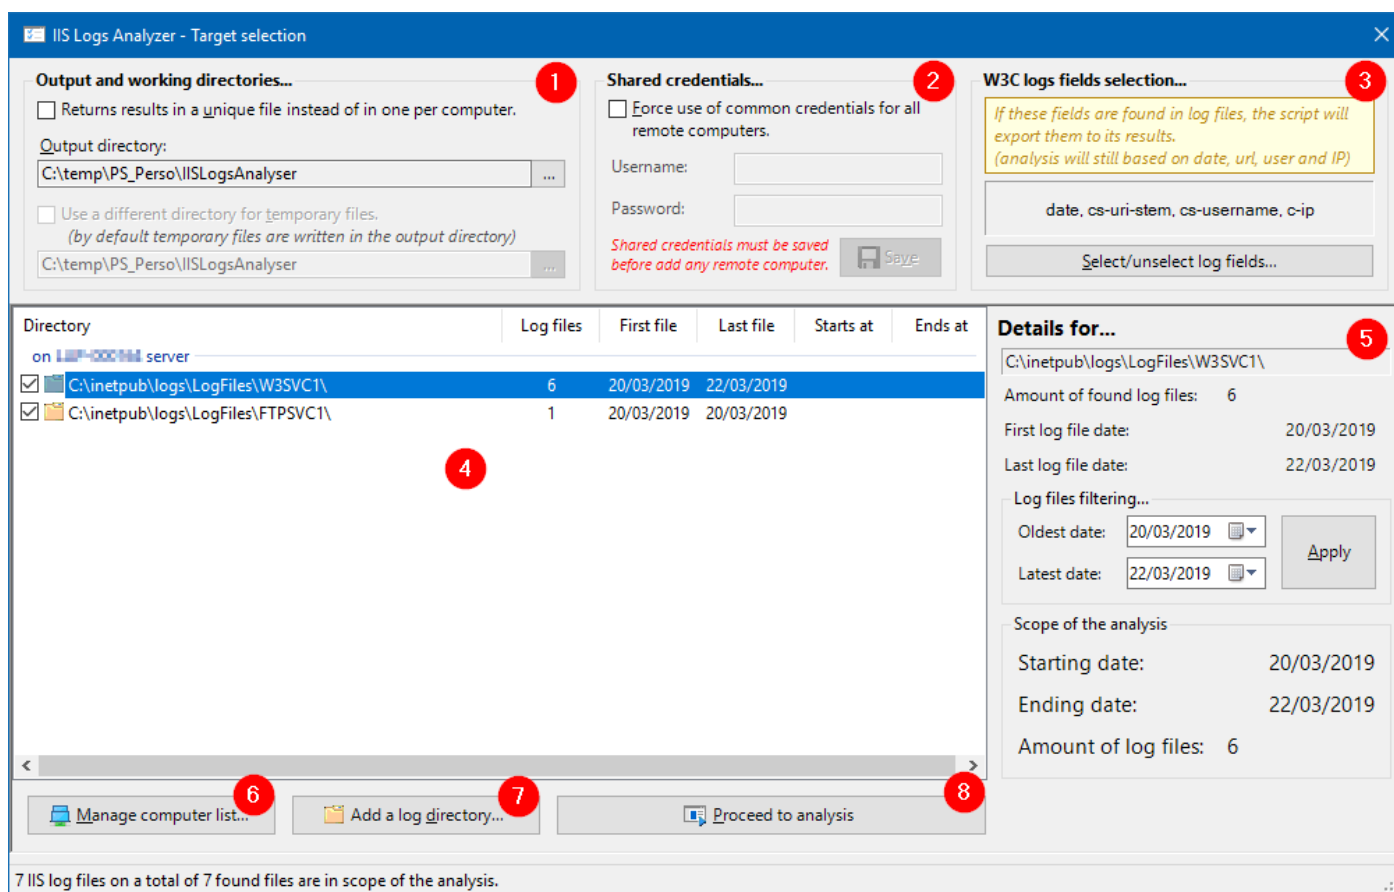 IIS Logs Analyzer - Target selection
Output and working directories...
1
Returns results in a unique file instead of in one per computer.
Output directory:
C:\temp\PS_Perso\IISLogsAnalyser
...
Use a different directory for temporary files.
(by default temporary files are written in the output directory)
C:\temp\PS_Perso\IISLogsAnalyser
...
Shared credentials...
2
Force use of common credentials for all
remote computers.
Username:
Password:
Shared credentials must be saved
before add any remote computer.
Save
W3C logs fields selection...
3
If these fields are found in log files, the script will
export them to its results.
(analysis will still based on date, url, user and IP)
date, cs-uri-stem, cs-username, c-ip
Select/unselect log fields...
Directory Log files First file Last file Starts at Ends at
on server
C:\inetpub\logs\LogFiles\W3SVC1\ 6 20/03/2019 22/03/2019
C:\inetpub\logs\LogFiles\FTPSVC1\ 1 20/03/2019 20/03/2019
4
Details for...
5
C:\inetpub\logs\LogFiles\W3SVC1\
Amount of found log files: 6
First log file date: 20/03/2019
Last log file date: 22/03/2019
Log files filtering...
Oldest date: 20/03/2019
Latest date: 22/03/2019
Apply
Scope of the analysis
Starting date: 20/03/2019
Ending date: 22/03/2019
Amount of log files: 6
Manage computer list...
6
Add a log directory...
7
Proceed to analysis
8
7 IIS log files on a total of 7 found files are in scope of the analysis.